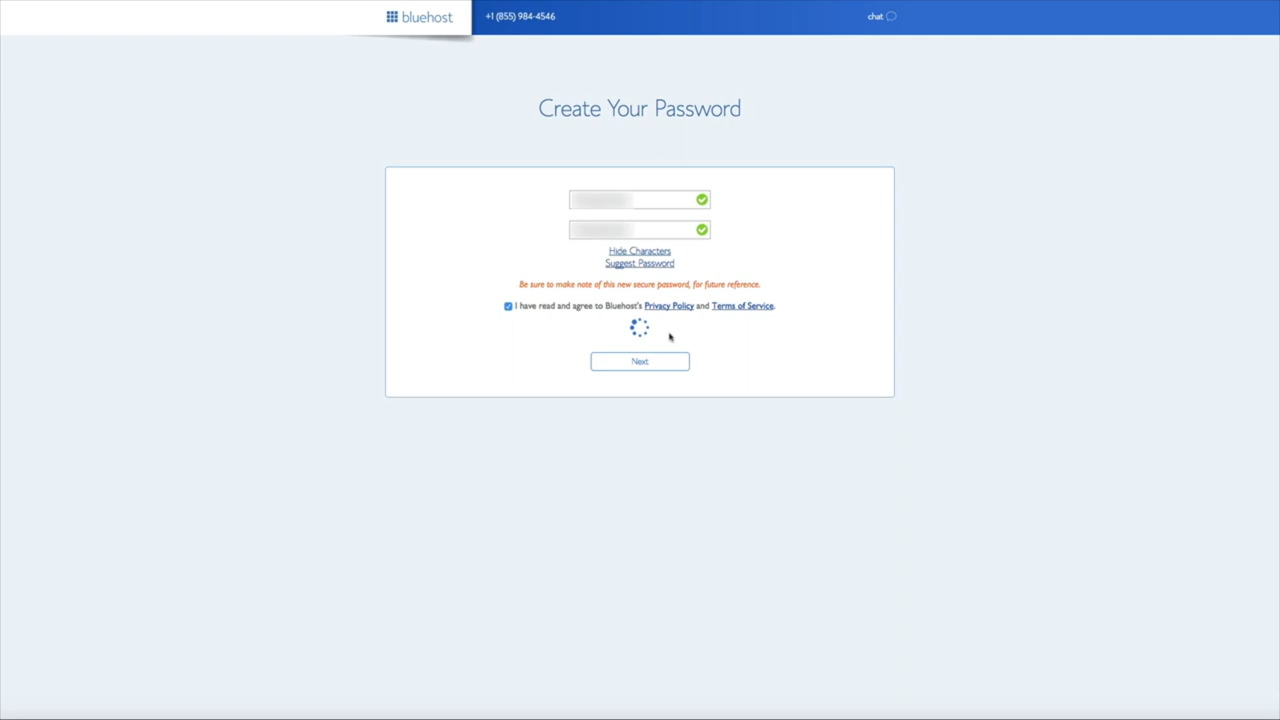 bluehost
+1 (855) 984-4546
chat
Create Your Password
Hide Characters
Suggest Password
Be sure to make note of this new secure password, for future reference.
I have read and agree to Bluehost's Privacy Policy and Terms of Service.
Next